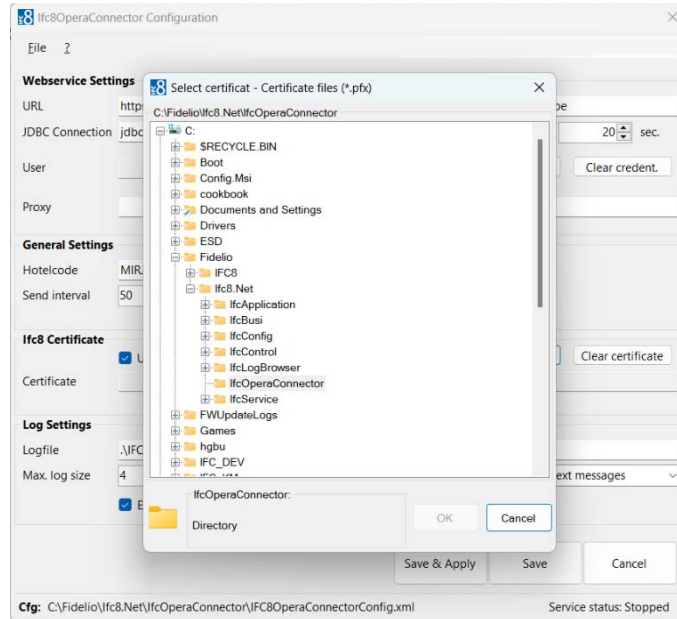 Ifc8OperaConnector Configuration
File ?
Webservice Settings
URL http
JDBC Connection jdbc 20 sec.
User Clear credent.
Proxy
General Settings
Hotelcode MIR
Send interval 50
Ifc8 Certificate
Clear certificate
Certificate
Log Settings
Logfile .\IFC
Max. log size 4 ext messages
Select certificat - Certificate files (*.pfx)
C:\Fidelio\Ifc8.Net\IfcOperaConnector
C:
$RECYCLE.BIN
Boot
Config.Msi
cookbook
Documents and Settings
Drivers
ESD
Fidelio
IFC8
Ifc8.Net
IfcApplication
IfcBusi
IfcConfig
IfcControl
IfcLogBrowser
IfcOperaConnector
IfcService
FWUpdateLogs
Games
hgbu
IFC_DEV
IfcOperaConnector:
Directory
OK Cancel
Save & Apply Save Cancel
Cfg: C:\Fidelio\Ifc8.Net\IfcOperaConnector\IFC8OperaConnectorConfig.xml Service status: Stopped